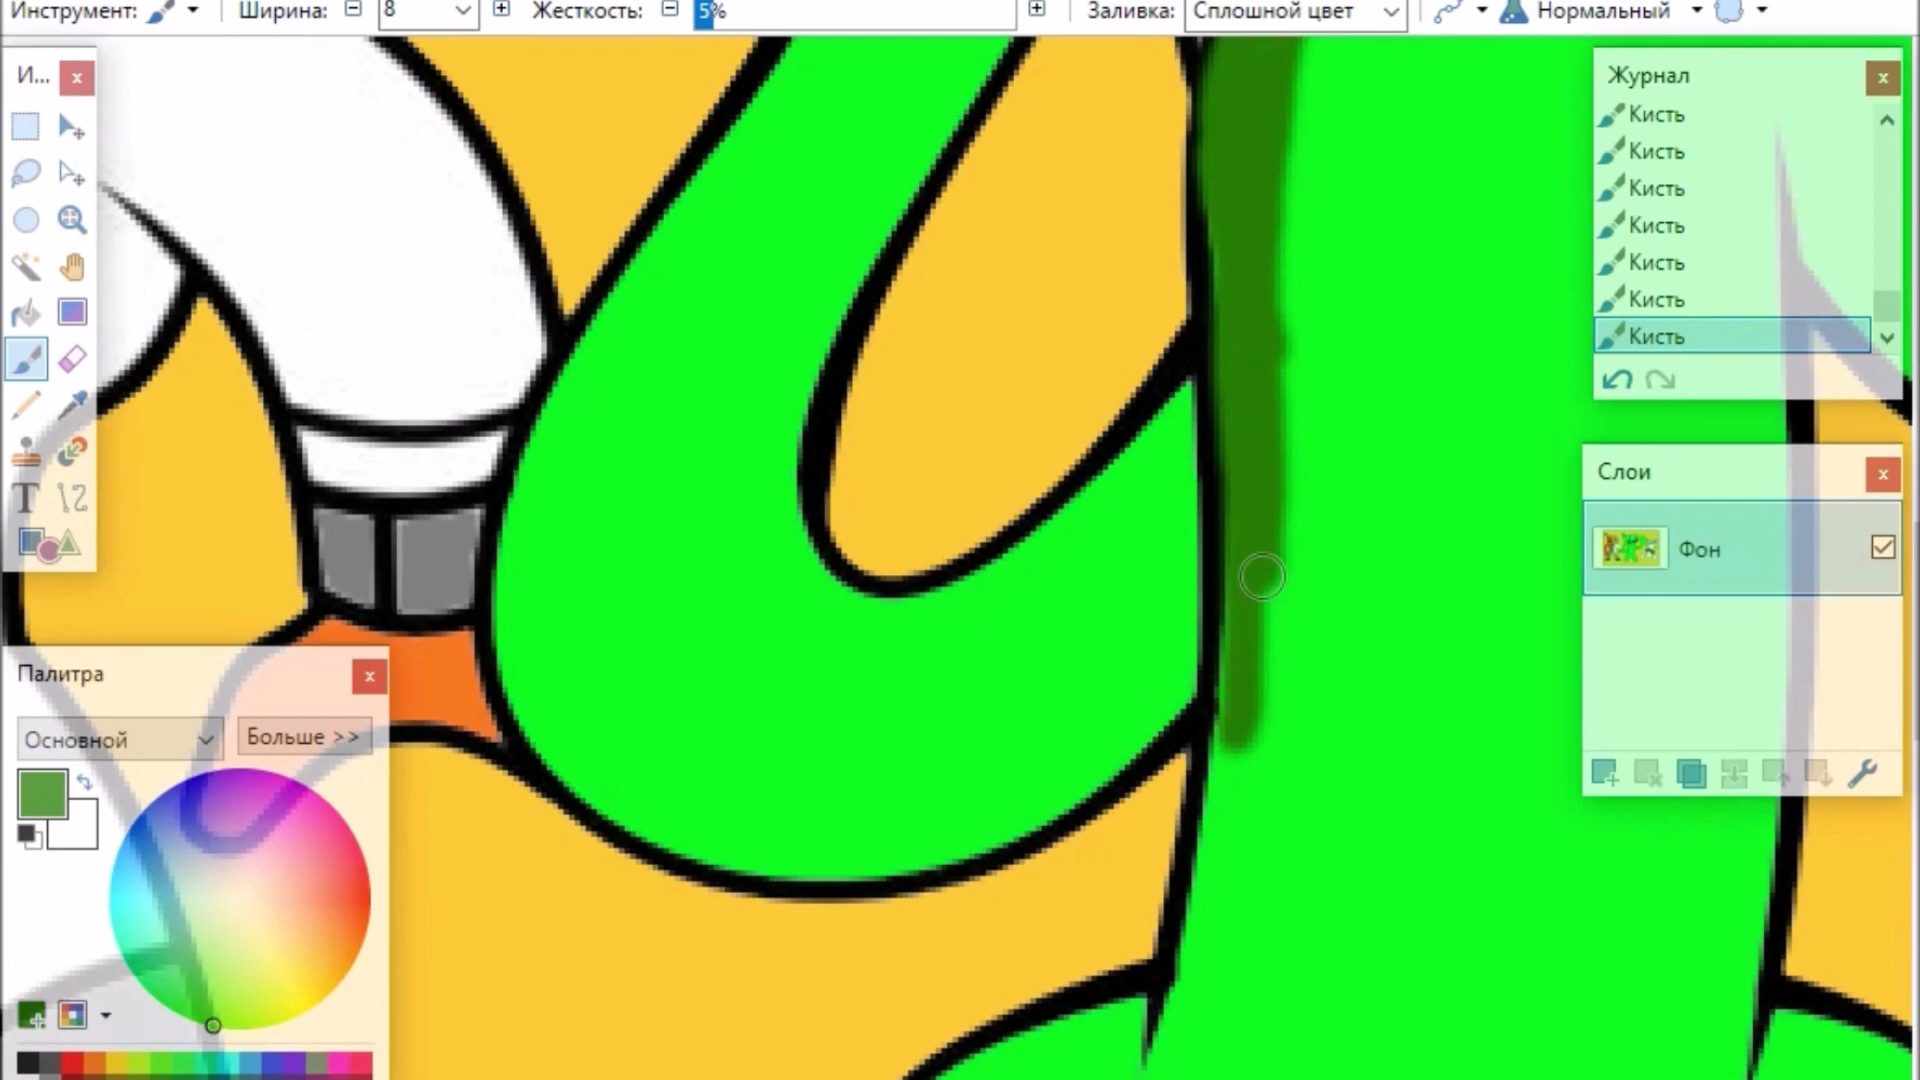 Инструмент: Ширина: 8 Жесткость: 5% Заливка: Сплошной цвет Нормальный
И...
Журнал
Кисть
Кисть
Кисть
Кисть
Кисть
Кисть
Кисть
Слои
Фон
Палитра
Основной Больше >>